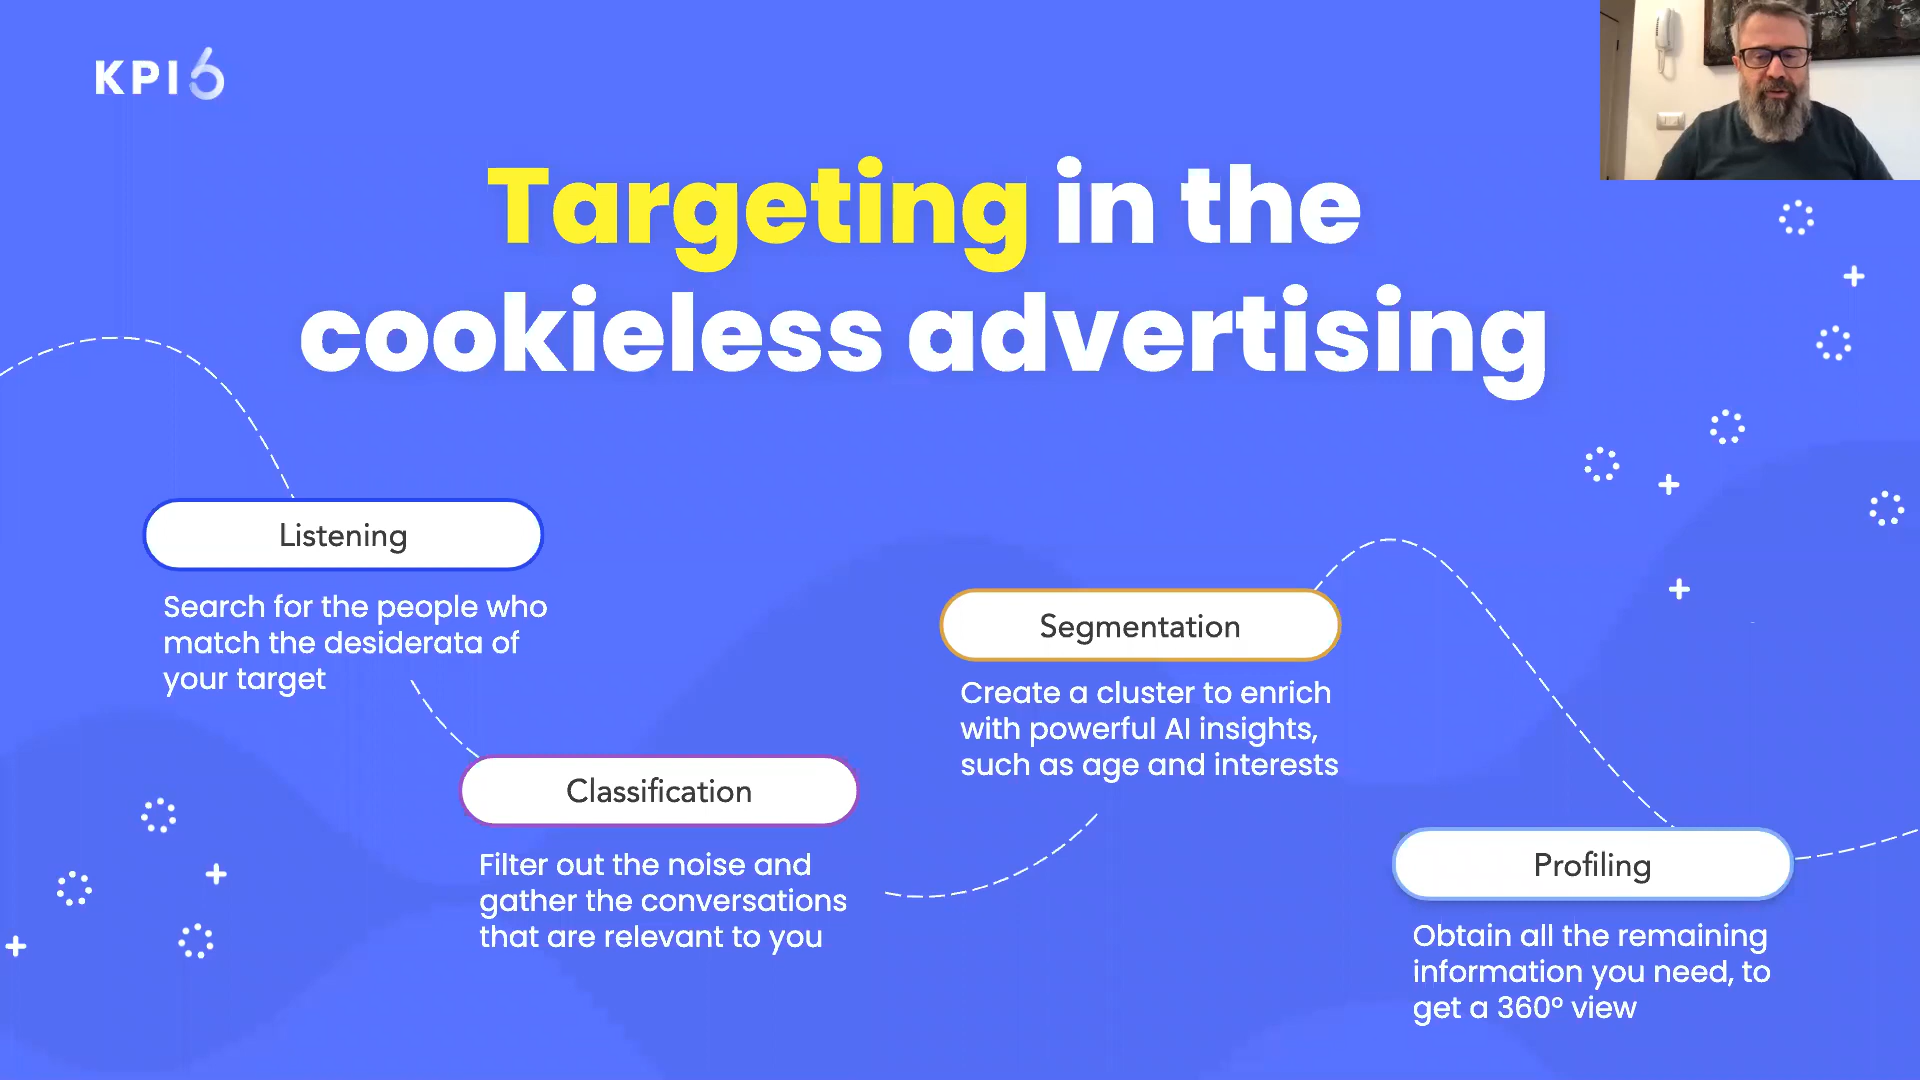 KPI6
Targeting in the
cookieless advertising
Listening
Search for the people who
match the desiderata of
your target
Classification
Filter out the noise and
gather the conversations
that are relevant to you
Segmentation
Create a cluster to enrich
with powerful AI insights,
such as age and interests
Profiling
Obtain all the remaining
information you need, to
get a 360° view